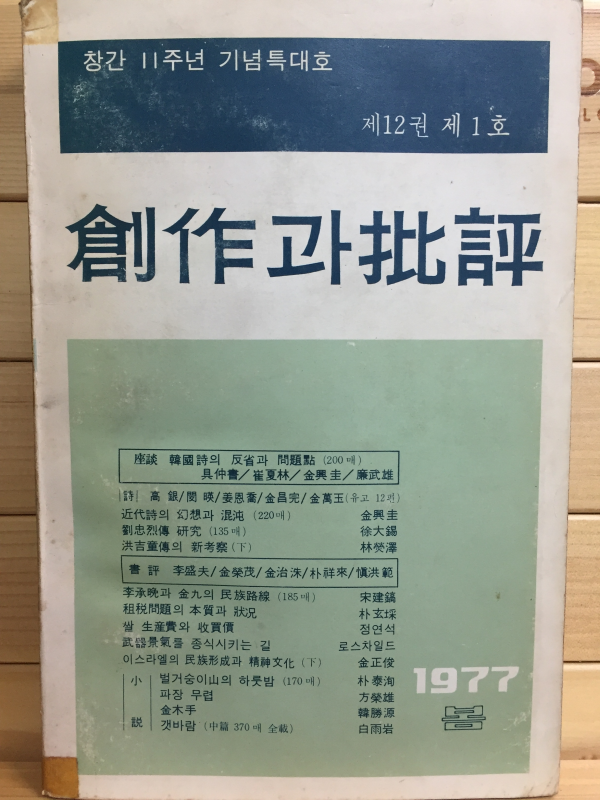 창간 11주년 기념특대호
제12권 제1호
創作과批評
座談 韓國詩의 反省과 問題點 (200매)
具仲書/崔夏林/金興圭/廉武雄
詩 高 銀/閔 暎/姜恩喬/金昌完/金萬玉(유고 12편)
近代詩의 幻想과 混沌 (220매) 金興圭
劉忠烈傳 研究 (135매) 徐大錫
洪吉童傳의 新考察 (下) 林熒澤
書評 李盛夫/金榮茂/金治洙/朴祥來/愼洪範
李承晩과 金九의 民族路線 (185매) 宋建鎬
租税問題의 本質과 狀况 朴玄埰
쌀 生産費와 收買價 정연석
武器景氣를 종식시키는 길 로스차일드
이스라엘의 民族形成과 精神文化 (下) 金正俊
小說
벌거숭이山의 하룻밤 (170매) 朴泰洵
파장 무렵 方榮雄
金木手 韓勝源
갯바람 (中篇 370매 全載) 白雨岩
1977
봄